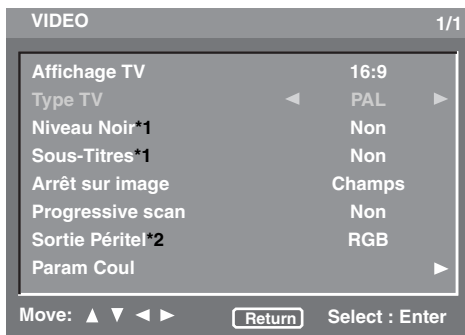 VIDEO 1/1
Affichage TV 16:9
Type TV ◄ PAL ►
Niveau Noir*1 Non
Sous-Titres*1 Non
Arrêt sur image Champs
Progressive scan Non
Sortie Péritel*2 RGB
Param Coul ►
Move: ▲ ▼ ◄ ► Return Select : Enter